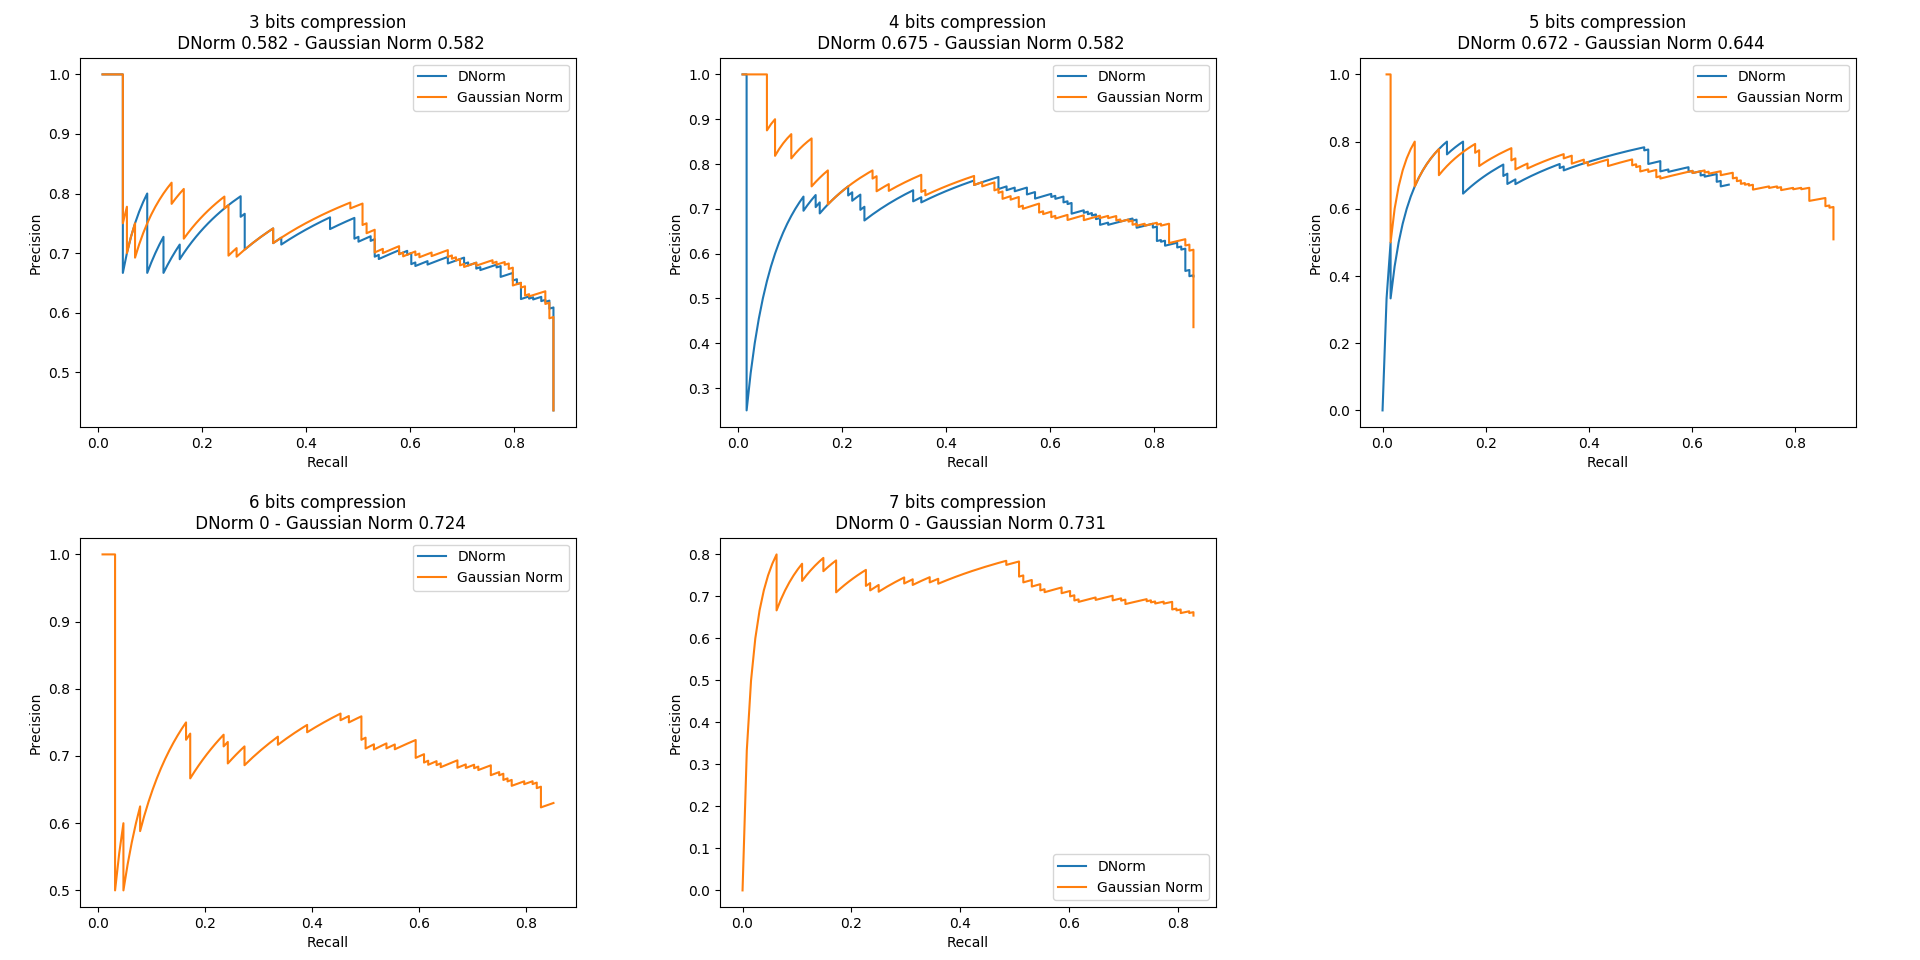 3 bits compression
DNorm 0.582 - Gaussian Norm 0.582
1.0
0.9
0.8
0.7
0.6
0.5
Precision
0.0 0.2 0.4 0.6 0.8
Recall
DNorm
Gaussian Norm
4 bits compression
DNorm 0.675 - Gaussian Norm 0.582
1.0
0.9
0.8
0.7
0.6
0.5
0.4
0.3
Precision
0.0 0.2 0.4 0.6 0.8
Recall
DNorm
Gaussian Norm
5 bits compression
DNorm 0.672 - Gaussian Norm 0.644
1.0
0.8
0.6
0.4
0.2
0.0
Precision
0.0 0.2 0.4 0.6 0.8
Recall
DNorm
Gaussian Norm
6 bits compression
DNorm 0 - Gaussian Norm 0.724
1.0
0.9
0.8
0.7
0.6
0.5
Precision
0.0 0.2 0.4 0.6 0.8
Recall
DNorm
Gaussian Norm
7 bits compression
DNorm 0 - Gaussian Norm 0.731
0.8
0.7
0.6
0.5
0.4
0.3
0.2
0.1
0.0
Precision
0.0 0.2 0.4 0.6 0.8
Recall
DNorm
Gaussian Norm